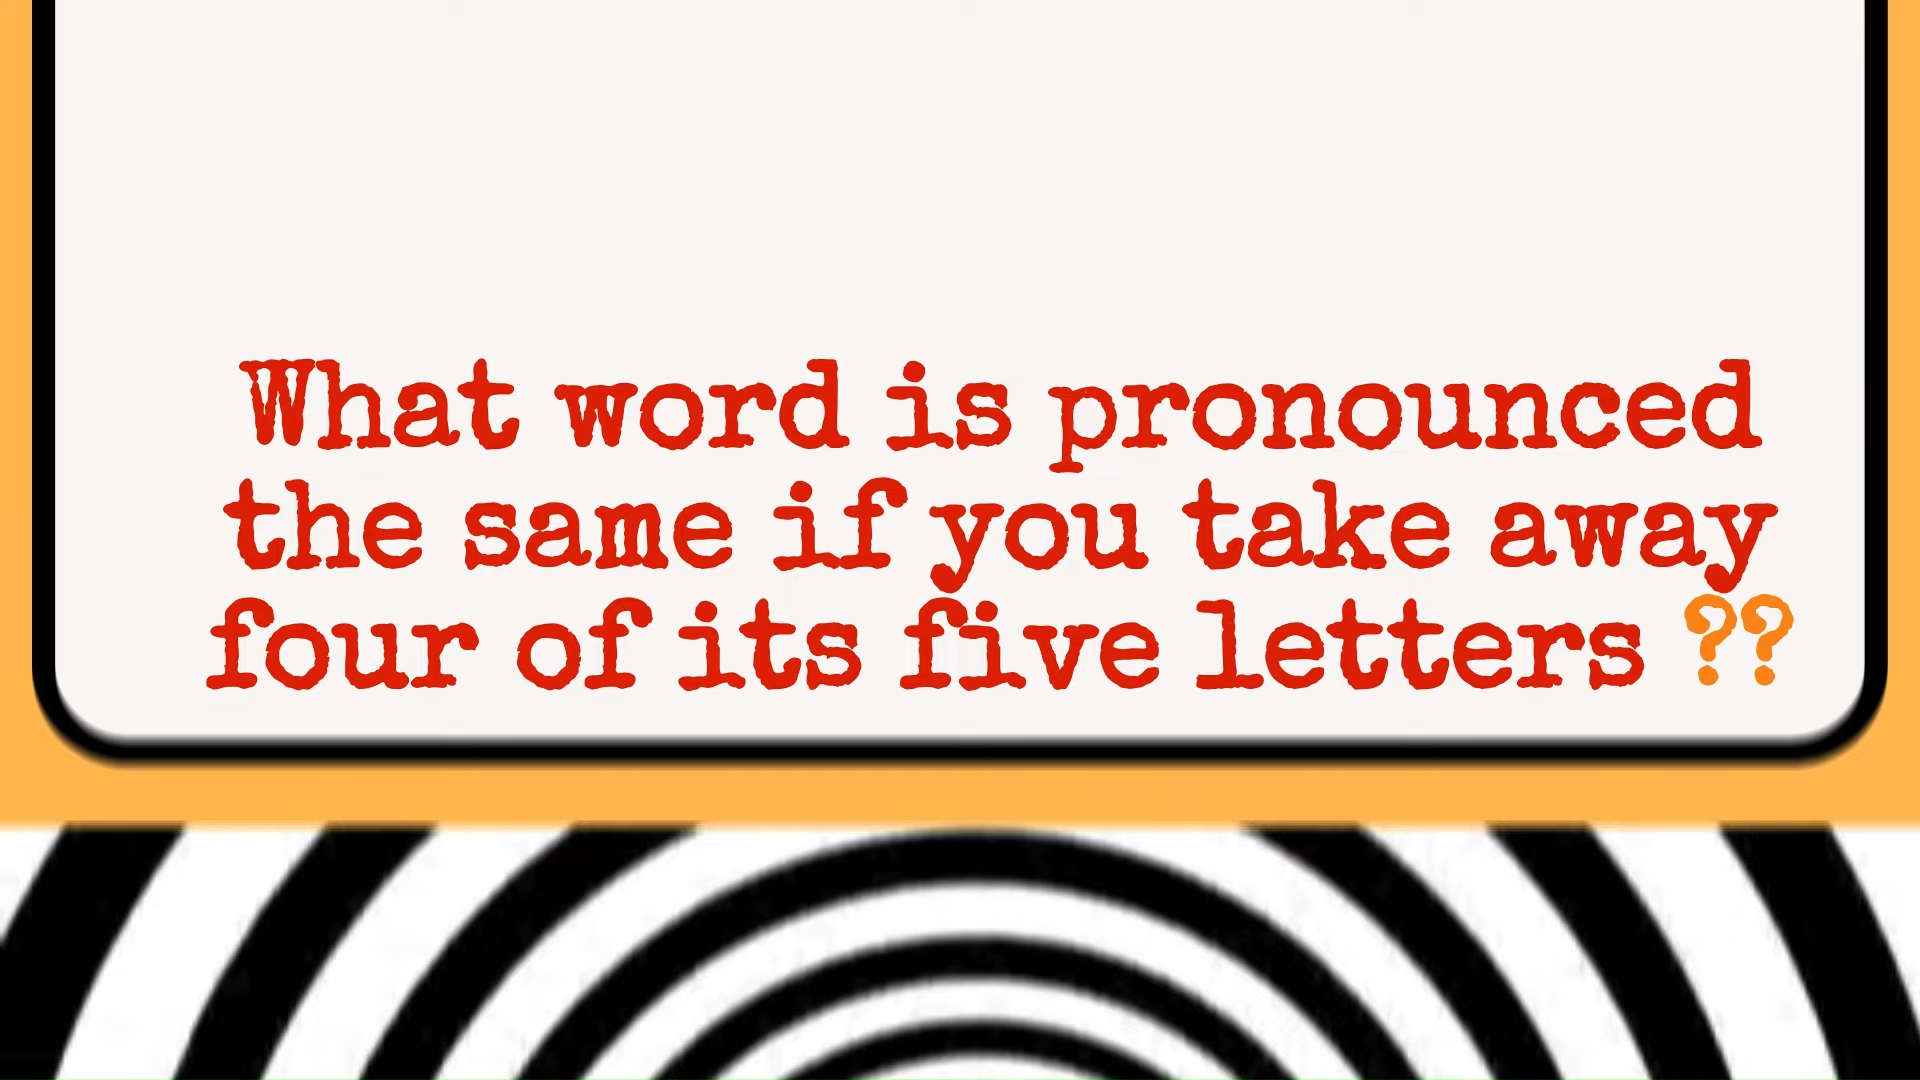 What word is pronounced
the same if you take away
four of its five letters ??